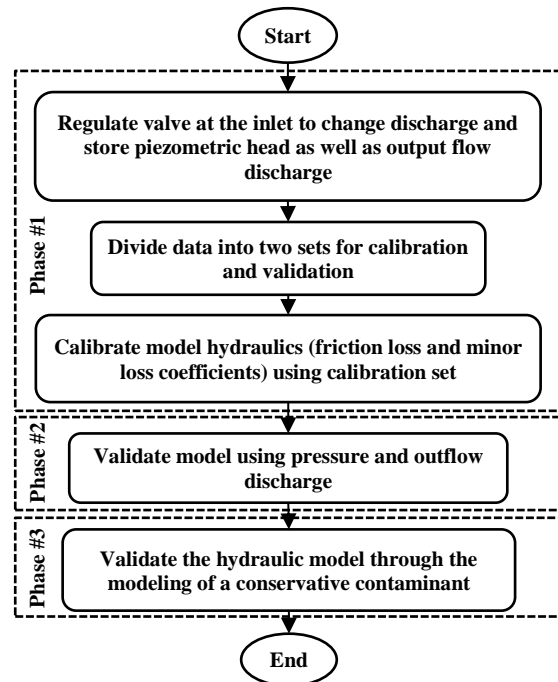 Start
Phase #1
Regulate valve at the inlet to change discharge and
store piezometric head as well as output flow
discharge
Divide data into two sets for calibration
and validation
Calibrate model hydraulics (friction loss and minor
loss coefficients) using calibration set
Phase #2
Validate model using pressure and outflow
discharge
Phase #3
Validate the hydraulic model through the
modeling of a conservative contaminant
End